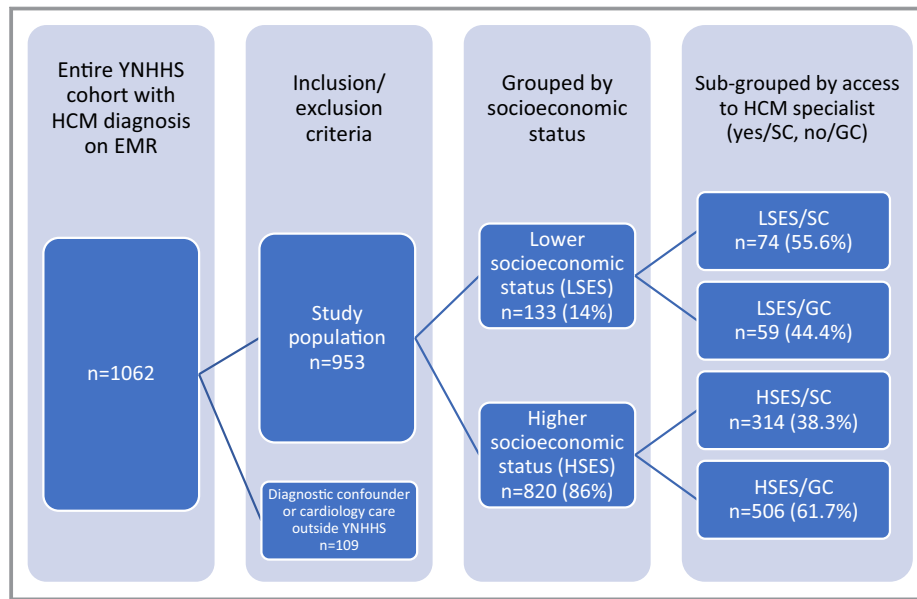 Entire YNHHS
cohort with
HCM diagnosis
on EMR
n=1062
Inclusion/
exclusion
criteria
Study
population
n=953
Diagnostic confounder
or cardiology care
outside YNHHS
n=109
Grouped by
socioeconomic
status
Lower
socioeconomic
status (LSES)
n=133 (14%)
Higher
socioeconomic
status (HSES)
n=820 (86%)
Sub-grouped by access
to HCM specialist
(yes/SC, no/GC)
LSES/SC
n=74 (55.6%)
LSES/GC
n=59 (44.4%)
HSES/SC
n=314 (38.3%)
HSES/GC
n=506 (61.7%)